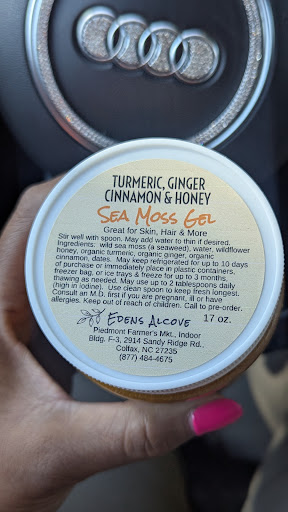 TURMERIC, GINGER
CINNAMON & HONEY
SEA MOSS GEL
Great for Skin, Hair & More
Stir well with spoon. May add water to thin if desired.
Ingredients: wild sea moss (a seaweed), water, wildflower
honey, organic turmeric, organic ginger, organic
cinnamon, dates. May keep refrigerated for up to 10 days
of purchase or immediately place in plastic containers,
freezer bag, or ice trays & freeze for up to 3 months,
thawing as needed. May use up to 2 tablespoons daily
(high in iodine). Use clean spoon to keep fresh longest.
Consult an M.D. first if you are pregnant, ill or have
allergies. Keep out of reach of children. Call to pre-order.
17 oz.
EDENS ALCOVE
Piedmont Farmer's Mkt., Indoor
Bldg. F-3, 2914 Sandy Ridge Rd.,
Colfax, NC 27235
(877) 484-4675